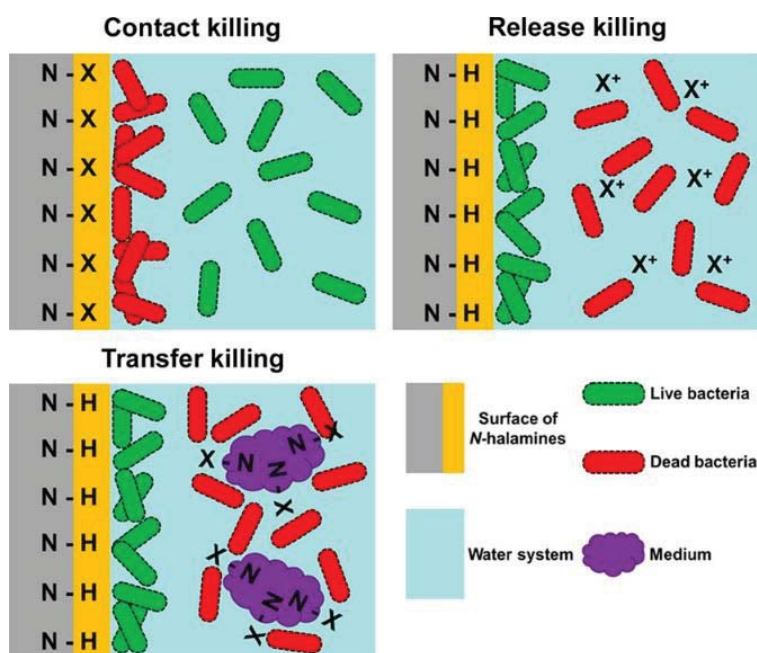 Contact killing
N - X
N - X
N - X
N - X
N - X
N - X
Release killing
N - H
N - H
N - H
N - H
N - H
N - H
X⁺
X⁺
X⁺
X⁺
X⁺
X⁺
Transfer killing
N - H
N - H
N - H
N - H
N - H
N - H
N - X
X - N
N - X
X - N
N - X
N - X
Surface of
N-halamines
Live bacteria
Dead bacteria
Water system
Medium